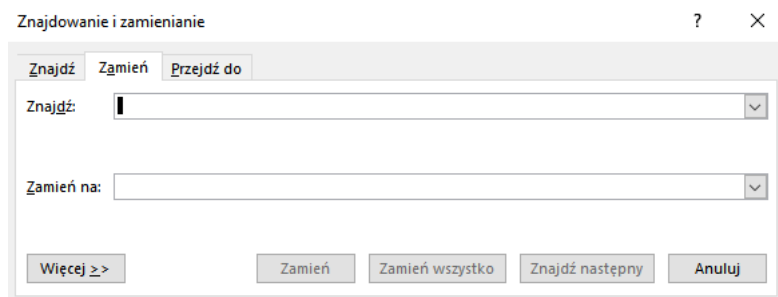 Znajdowanie i zamienianie ? ×
Znajdź Zamień Przejdź do
Znajdź:
Zamień na:
Więcej >> Zamień Zamień wszystko Znajdź następny Anuluj